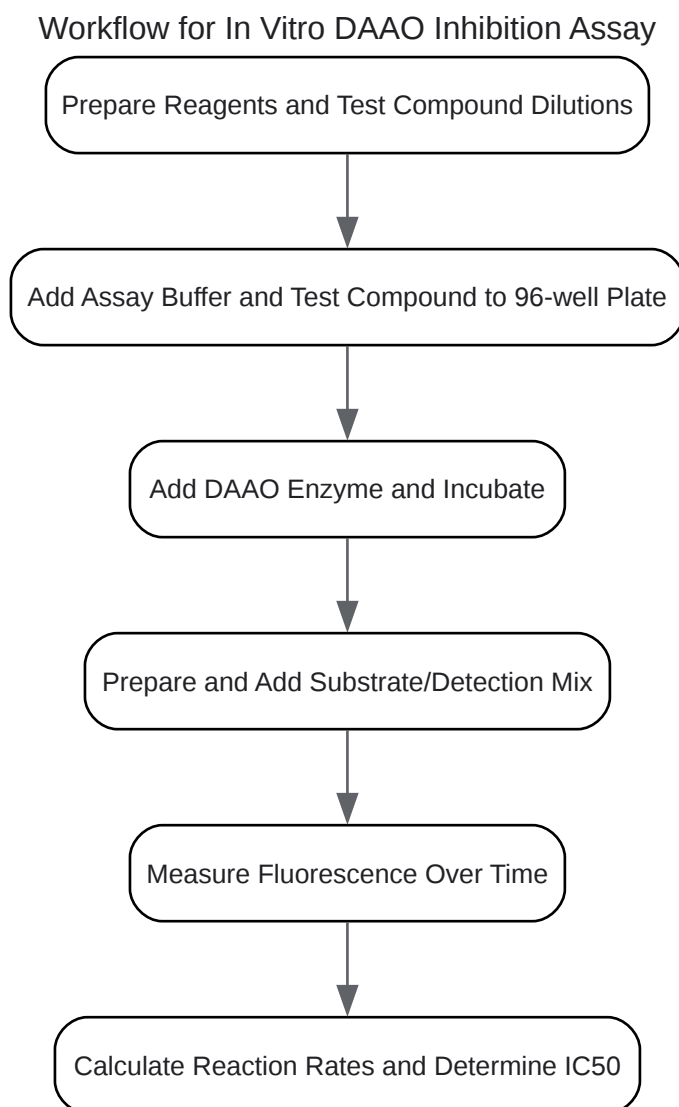 Workflow for In Vitro DAAO Inhibition Assay
Prepare Reagents and Test Compound Dilutions
Add Assay Buffer and Test Compound to 96-well Plate
Add DAAO Enzyme and Incubate
Prepare and Add Substrate/Detection Mix
Measure Fluorescence Over Time
Calculate Reaction Rates and Determine IC50